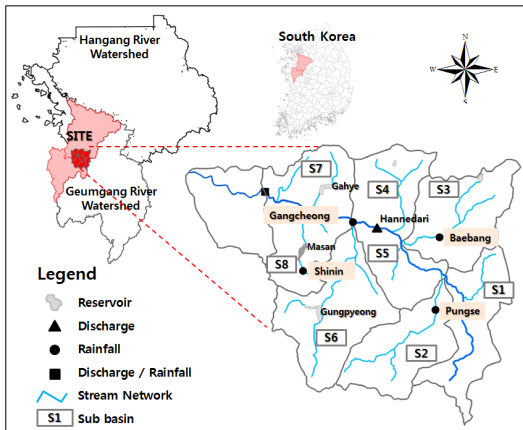 Hangang River
Watershed
South Korea
N
W
E
S
SITE
Geumgang River
Watershed
S7
Gahye
S4
S3
Gangcheong
Hannedari
Baebang
Masan
S5
S8
Shinin
S1
Gungpyeong
Pungse
S6
S2
Legend
Reservoir
Discharge
Rainfall
Discharge / Rainfall
Stream Network
S1 Sub basin